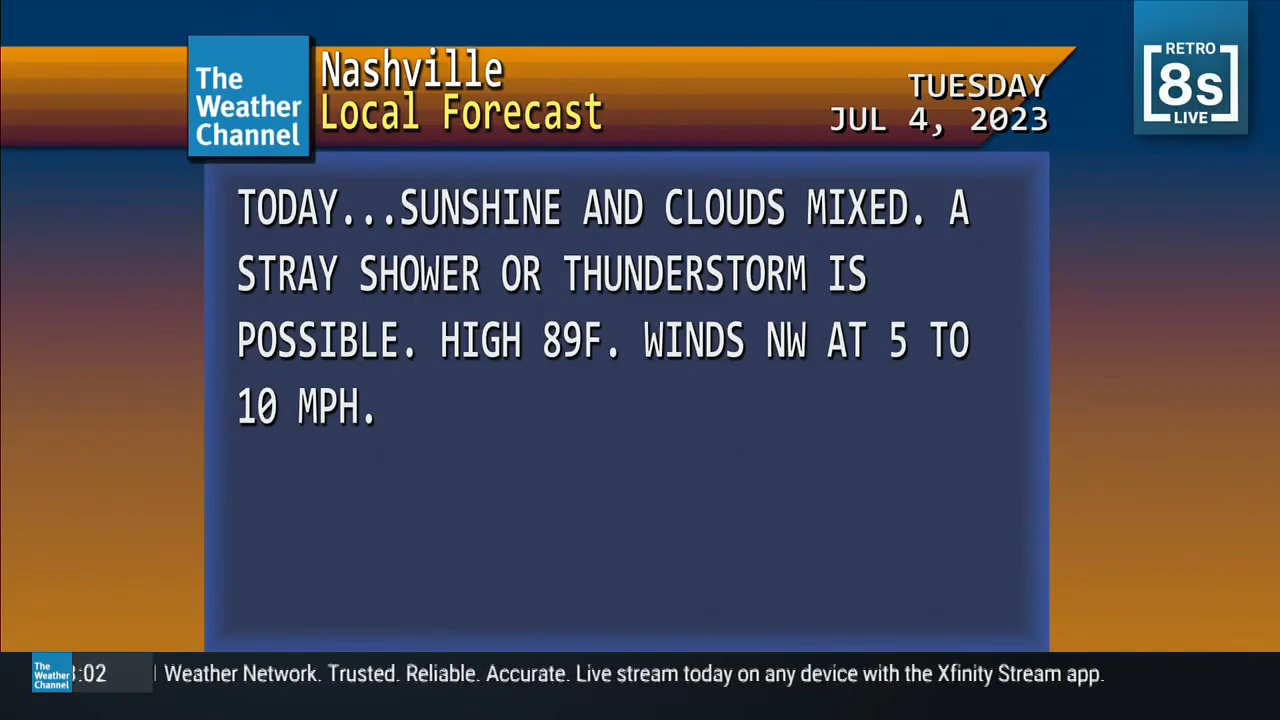 The
Weather
Channel
Nashville
Local Forecast
TUESDAY
JUL 4, 2023
RETRO
8s
LIVE
TODAY...SUNSHINE AND CLOUDS MIXED. A
STRAY SHOWER OR THUNDERSTORM IS
POSSIBLE. HIGH 89F. WINDS NW AT 5 TO
10 MPH.
The
Weather
Channel
:02
Weather Network. Trusted. Reliable. Accurate. Live stream today on any device with the Xfinity Stream app.